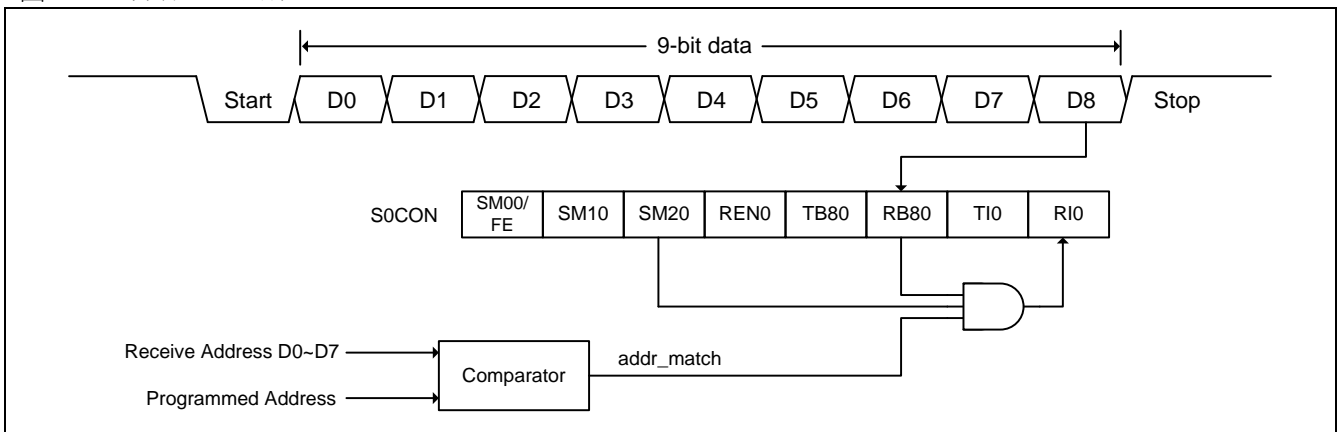 9-bit data
Start D0 D1 D2 D3 D4 D5 D6 D7 D8 Stop
S0CON SM00/FE SM10 SM20 REN0 TB80 RB80 TI0 RI0
Receive Address D0~D7
addr_match
Comparator
Programmed Address